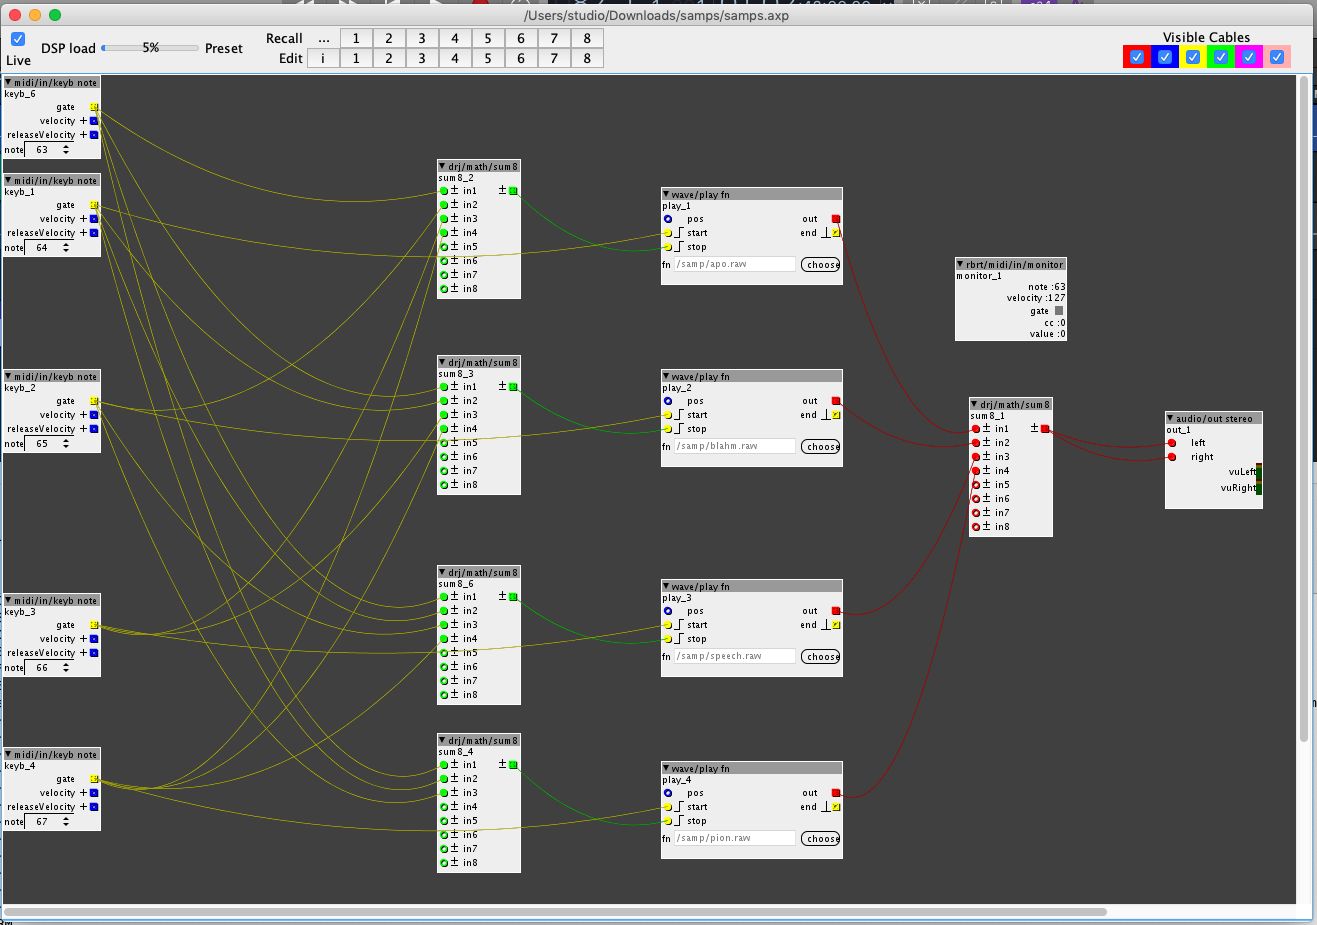 /Users/studio/Downloads/samps/samps.axp
Live
DSP load
5%
Preset
Recall ... 1 2 3 4 5 6 7 8
Edit i 1 2 3 4 5 6 7 8
Visible Cables
midi/in/keyb note
keyb_6
gate
velocity +
releaseVelocity +
note 63
midi/in/keyb note
keyb_1
gate
velocity +
releaseVelocity +
note 64
midi/in/keyb note
keyb_2
gate
velocity +
releaseVelocity +
note 65
midi/in/keyb note
keyb_3
gate
velocity +
releaseVelocity +
note 66
midi/in/keyb note
keyb_4
gate
velocity +
releaseVelocity +
note 67
drj/math/sum8
sum8_2
± in1 ±
± in2
± in3
± in4
± in5
± in6
± in7
± in8
drj/math/sum8
sum8_3
± in1 ±
± in2
± in3
± in4
± in5
± in6
± in7
± in8
drj/math/sum8
sum8_6
± in1 ±
± in2
± in3
± in4
± in5
± in6
± in7
± in8
drj/math/sum8
sum8_4
± in1 ±
± in2
± in3
± in4
± in5
± in6
± in7
± in8
wave/play fn
play_1
pos out
start end
stop
fn /samp/apo.raw choose
wave/play fn
play_2
pos out
start end
stop
fn /samp/blahm.raw choose
wave/play fn
play_3
pos out
start end
stop
fn /samp/speech.raw choose
wave/play fn
play_4
pos out
start end
stop
fn /samp/pion.raw choose
rbrt/midi/in/monitor
monitor_1
note :63
velocity :127
gate
cc :0
value :0
drj/math/sum8
sum8_1
± in1 ±
± in2
± in3
± in4
± in5
± in6
± in7
± in8
audio/out stereo
out_1
left
right
vuLeft
vuRight